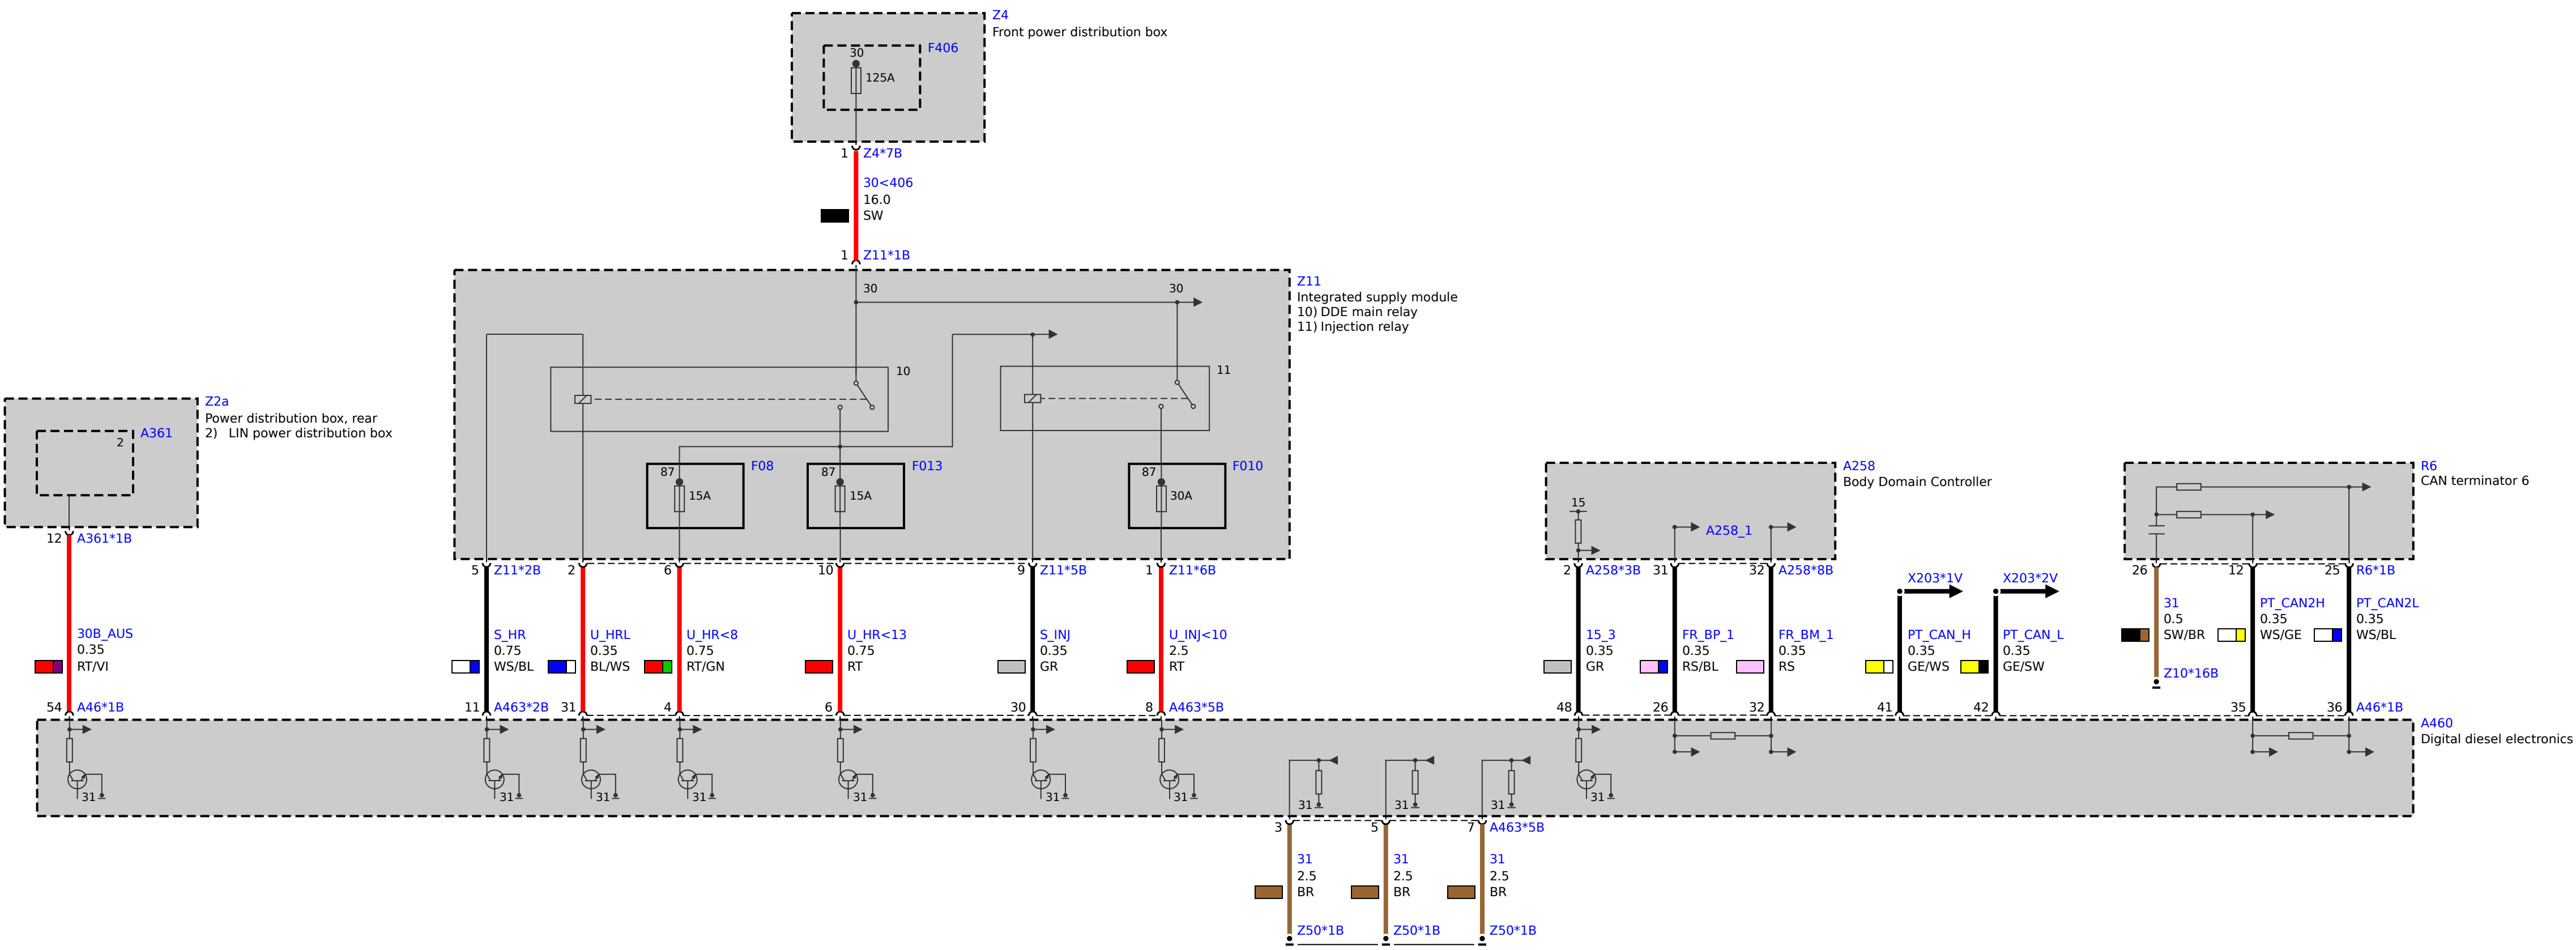 Z4
Front power distribution box
F406
30
125A
1 Z4*7B
30<406
16.0
SW
1 Z11*1B
Z11
Integrated supply module
10) DDE main relay
11) Injection relay
30 30
10 11
Z2a
Power distribution box, rear
2) LIN power distribution box
A361
2
87 F08
15A
87 F013
15A
87 F010
30A
A258
Body Domain Controller
15
A258_1
R6
CAN terminator 6
12 A361*1B
5 Z11*2B 2 6 10 9 Z11*5B 1 Z11*6B
2 A258*3B 31 32 A258*8B
26 12 25 R6*1B
X203*1V X203*2V
30B_AUS
0.35
RT/VI
S_HR
0.75
WS/BL
U_HRL
0.35
BL/WS
U_HR<8
0.75
RT/GN
U_HR<13
0.75
RT
S_INJ
0.35
GR
U_INJ<10
2.5
RT
15_3
0.35
GR
FR_BP_1
0.35
RS/BL
FR_BM_1
0.35
RS
PT_CAN_H
0.35
GE/WS
PT_CAN_L
0.35
GE/SW
31
0.5
SW/BR
Z10*16B
PT_CAN2H
0.35
WS/GE
PT_CAN2L
0.35
WS/BL
54 A46*1B 11 A463*2B 31 4 6 30 8 A463*5B 48 26 32 41 42 35 36 A46*1B
A460
Digital diesel electronics
31 31 31 31 31 31 31 31 31 31 31
3 5 7 A463*5B
31
2.5
BR
31
2.5
BR
31
2.5
BR
Z50*1B Z50*1B Z50*1B